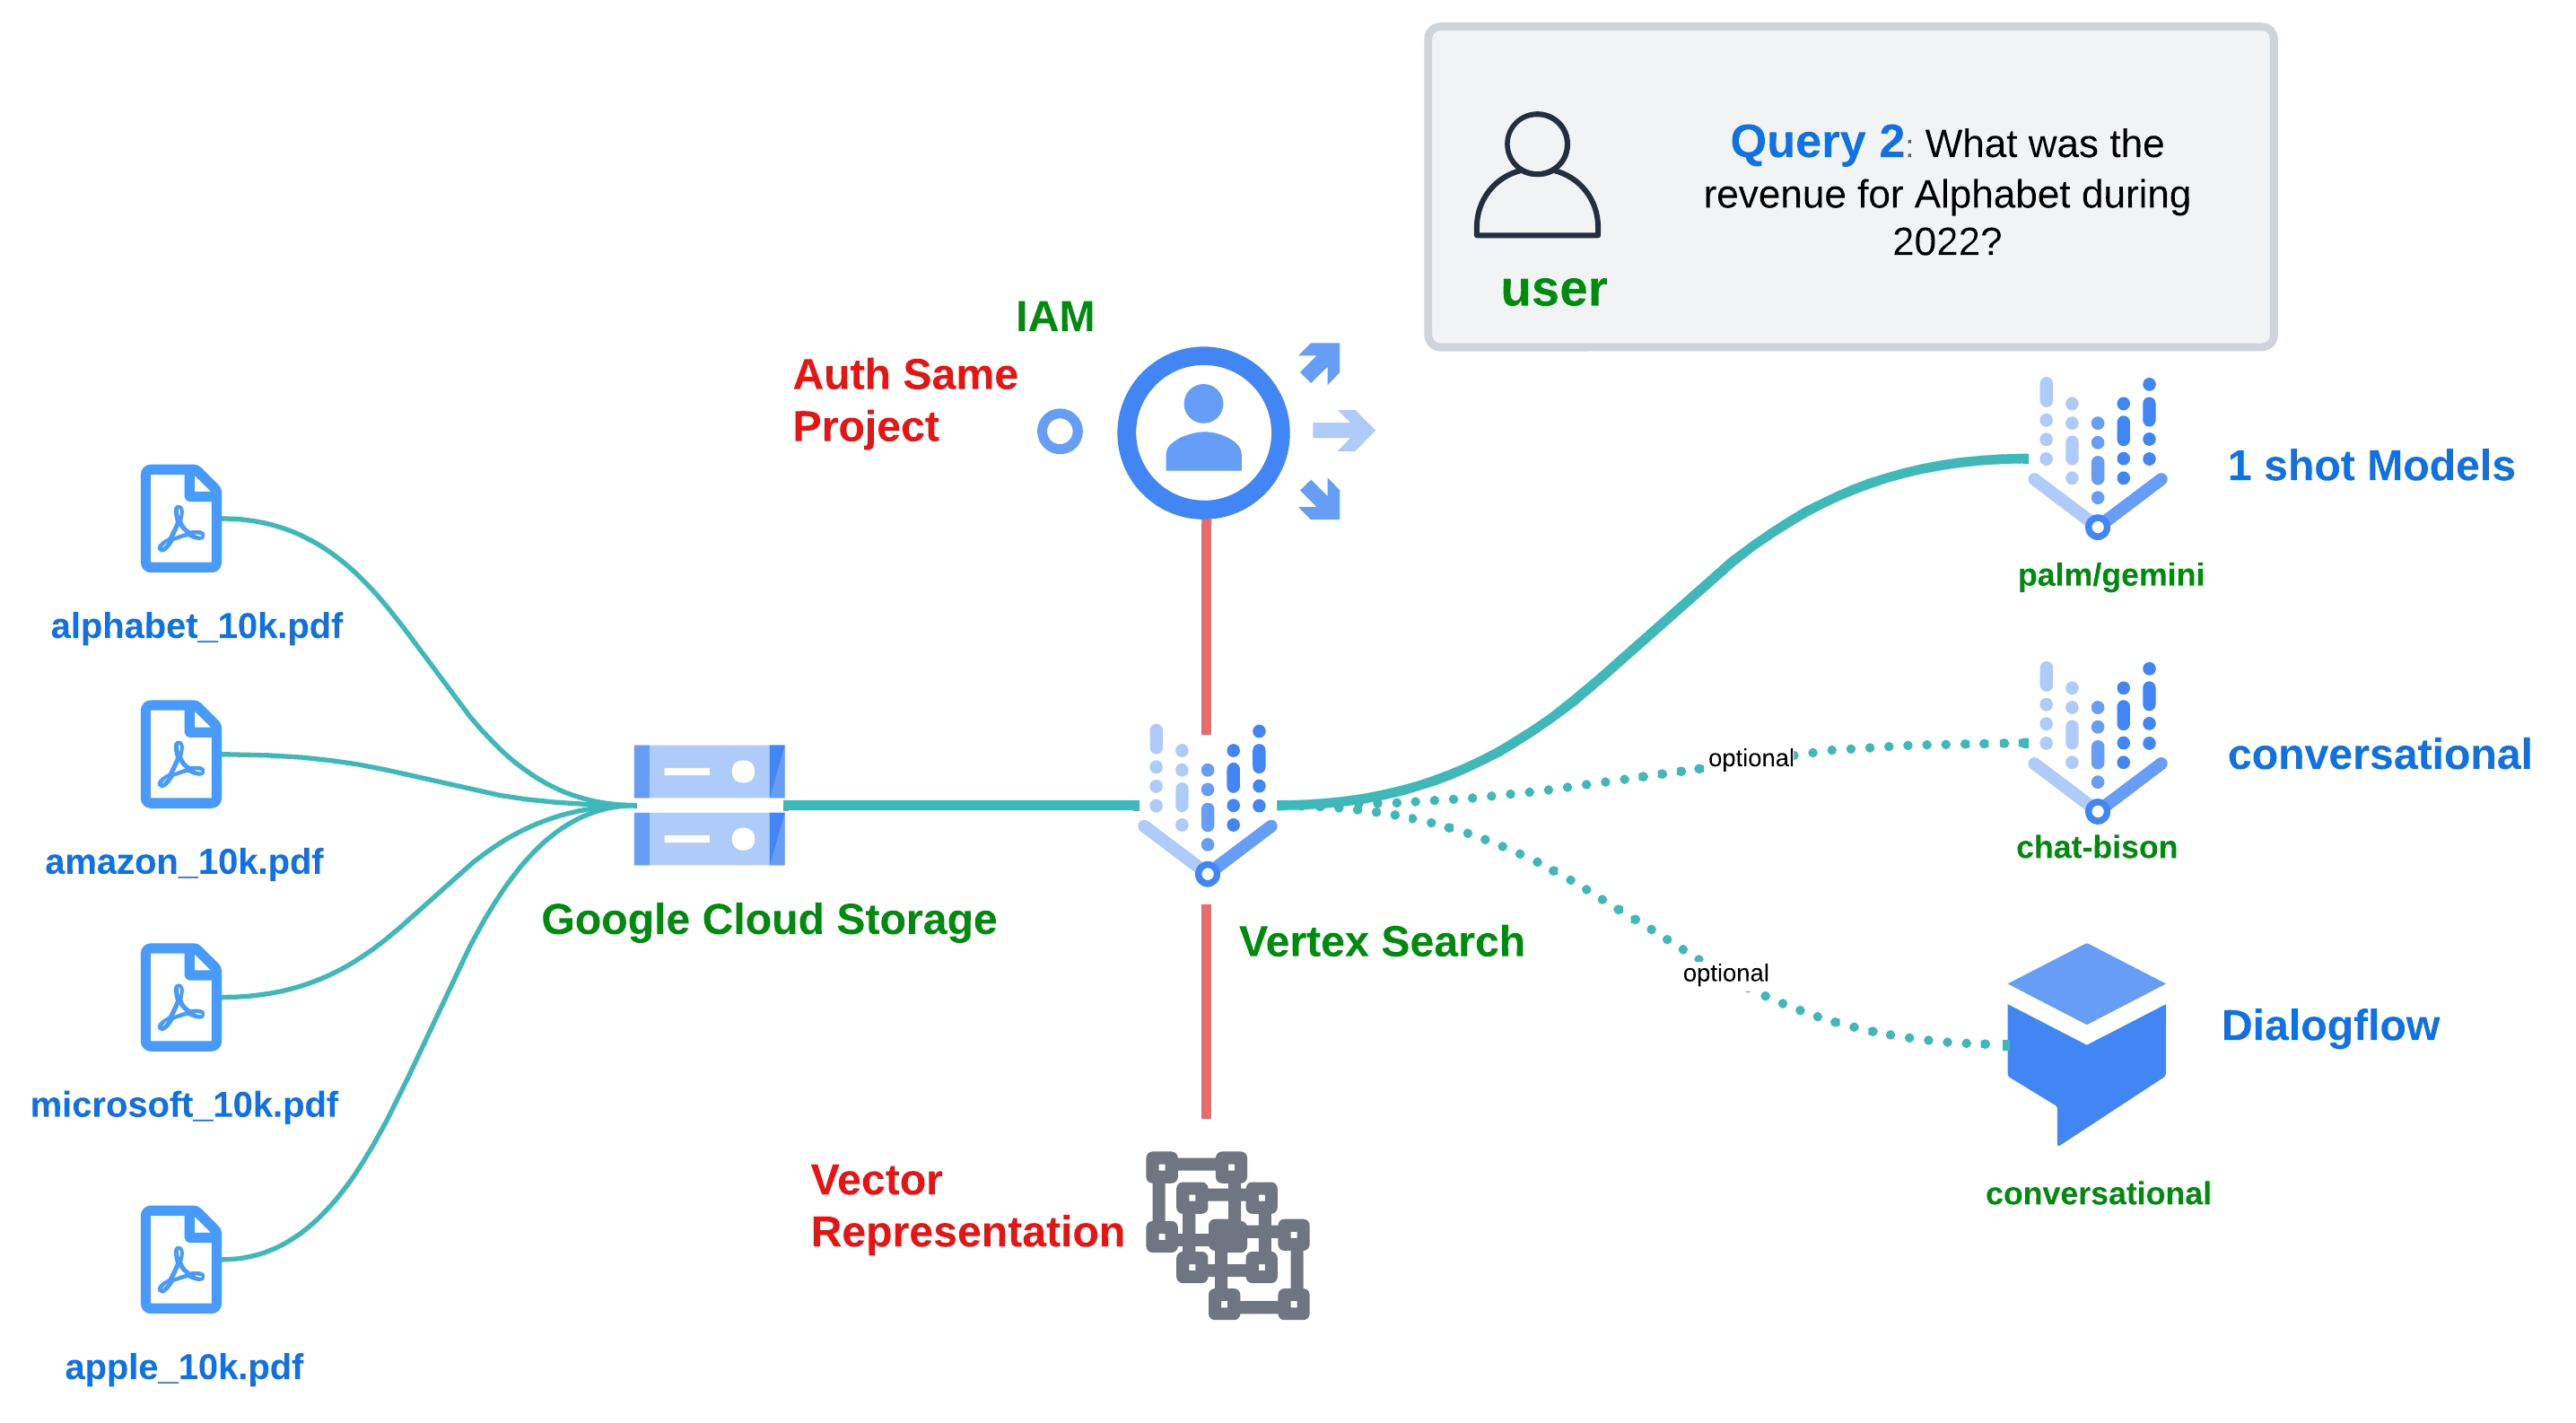 Query 2: What was the
revenue for Alphabet during
2022?
user
IAM
Auth Same
Project
1 shot Models
palm/gemini
alphabet_10k.pdf
optional
conversational
chat-bison
amazon_10k.pdf
Google Cloud Storage
Vertex Search
optional
Dialogflow
microsoft_10k.pdf
Vector
Representation
conversational
apple_10k.pdf